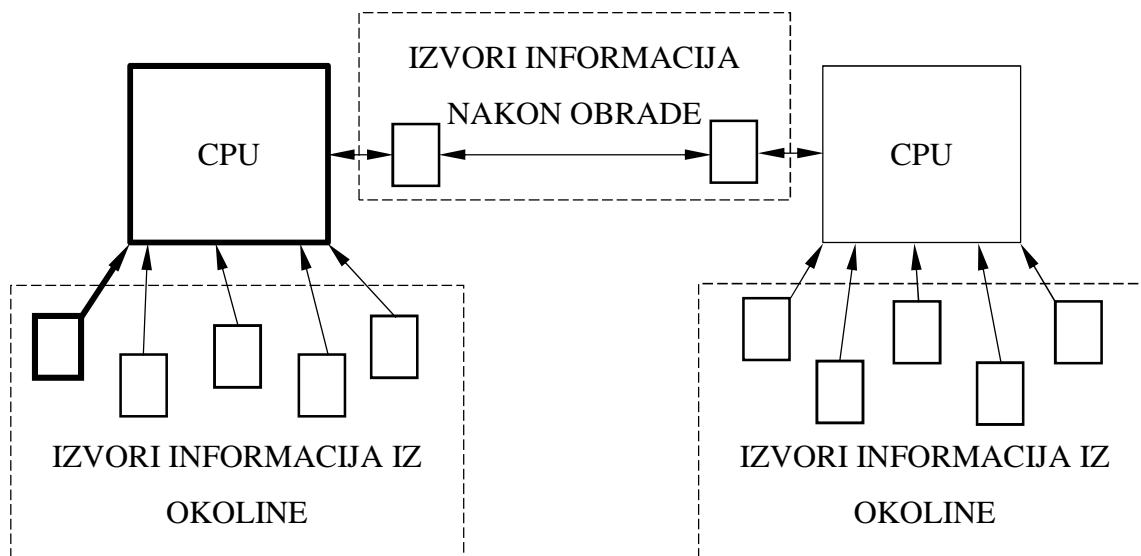 IZVORI INFORMACIJA
NAKON OBRADE
CPU
CPU
IZVORI INFORMACIJA IZ
OKOLINE
IZVORI INFORMACIJA IZ
OKOLINE